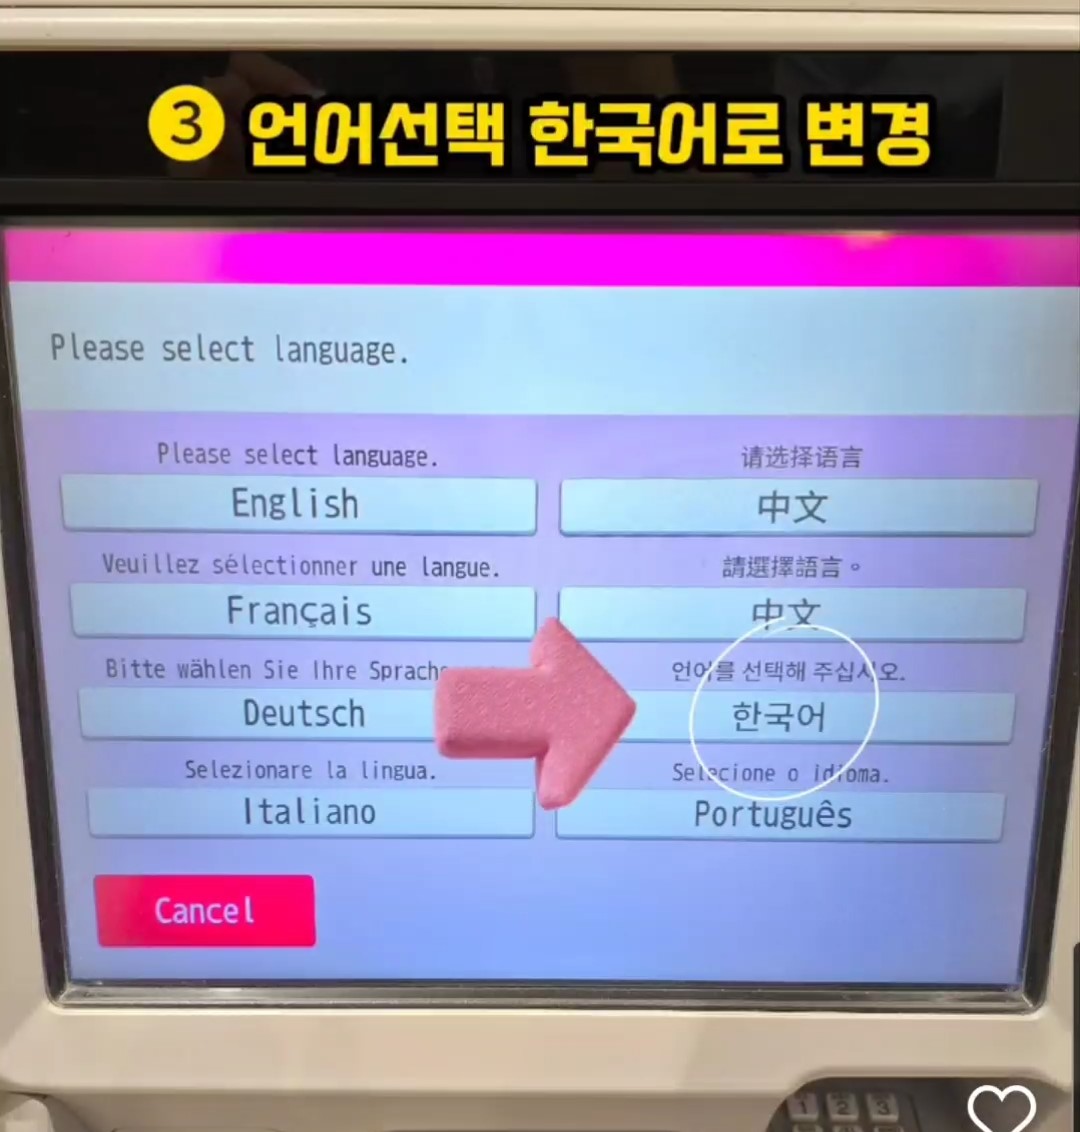 3 언어선택 한국어로 변경
Please select language.
Please select language.
English
请选择语言
中文
Veuillez sélectionner une langue.
Français
請選擇語言。
中文
Bitte wählen Sie Ihre Sprache
Deutsch
언어를 선택해 주십시오.
한국어
Selezionare la lingua.
Italiano
Selecione o idioma.
Português
Cancel
1 2 3